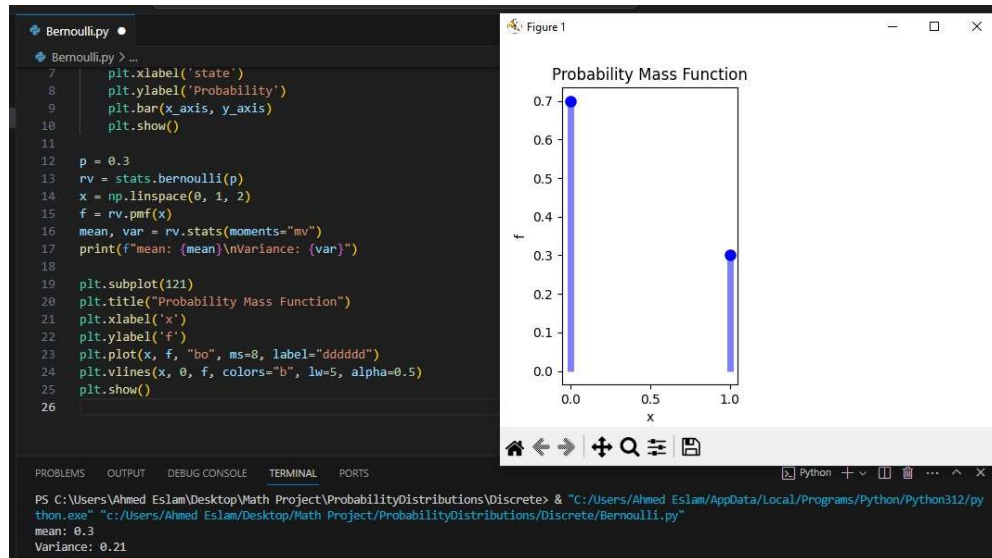 Bernoulli.py
Bernoulli.py > ...
7 plt.xlabel('state')
8 plt.ylabel('Probability')
9 plt.bar(x_axis, y_axis)
10 plt.show()
11
12 p = 0.3
13 rv = stats.bernoulli(p)
14 x = np.linspace(0, 1, 2)
15 f = rv.pmf(x)
16 mean, var = rv.stats(moments="mv")
17 print(f"mean: {mean}\nVariance: {var}")
18
19 plt.subplot(121)
20 plt.title("Probability Mass Function")
21 plt.xlabel('x')
22 plt.ylabel('f')
23 plt.plot(x, f, "bo", ms=8, label="dddddd")
24 plt.vlines(x, 0, f, colors="b", lw=5, alpha=0.5)
25 plt.show()
26
Figure 1
Probability Mass Function
0.7
0.6
0.5
0.4
f
0.3
0.2
0.1
0.0
0.0 0.5 1.0
x
PROBLEMS OUTPUT DEBUG CONSOLE TERMINAL PORTS
Python
PS C:\Users\Ahmed Eslam\Desktop\Math Project\ProbabilityDistributions\Discrete> & "C:/Users/Ahmed Eslam/AppData/Local/Programs/Python/Python312/py
thon.exe" "c:/Users/Ahmed Eslam/Desktop/Math Project/ProbabilityDistributions/Discrete/Bernoulli.py"
mean: 0.3
Variance: 0.21